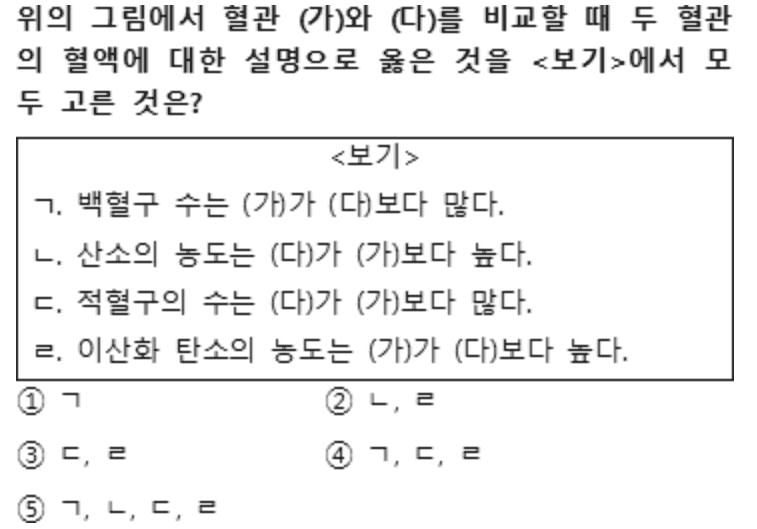 위의 그림에서 혈관 (가)와 (다)를 비교할 때 두 혈관
의 혈액에 대한 설명으로 옳은 것을 <보기>에서 모
두 고른 것은?
<보기>
ㄱ. 백혈구 수는 (가)가 (다)보다 많다.
ㄴ. 산소의 농도는 (다)가 (가)보다 높다.
ㄷ. 적혈구의 수는 (다)가 (가)보다 많다.
ㄹ. 이산화 탄소의 농도는 (가)가 (다)보다 높다.
① ㄱ ② ㄴ, ㄹ
③ ㄷ, ㄹ ④ ㄱ, ㄷ, ㄹ
⑤ ㄱ, ㄴ, ㄷ, ㄹ